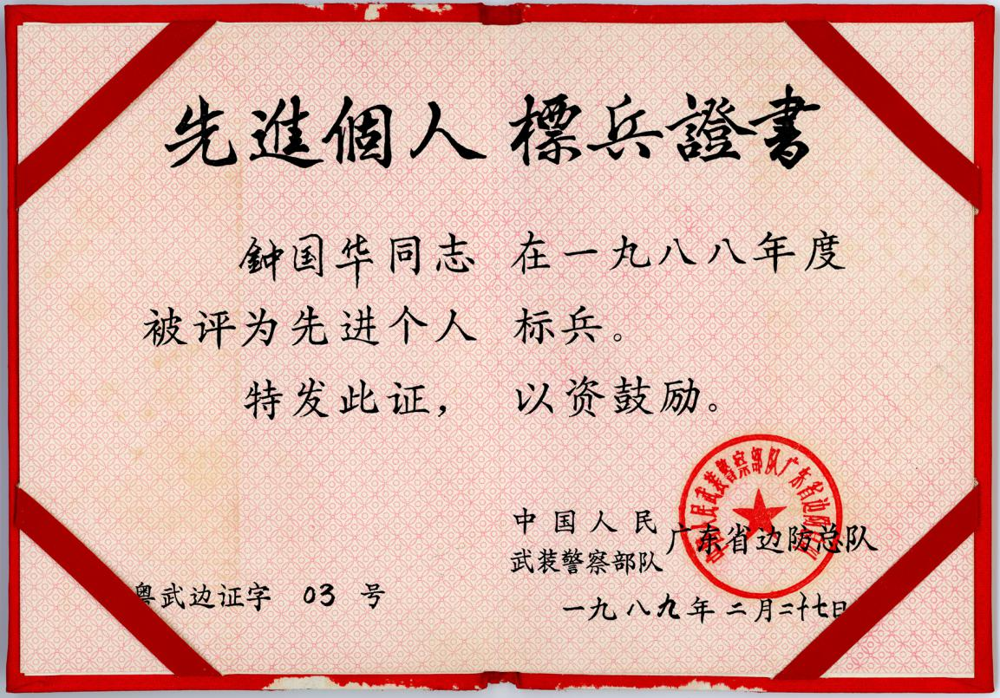 先進個人 標兵證書
鈡国华同志 在一九八八年度
被评为先进个人 标兵。
特发此证， 以资鼓励。
中国人民
武装警察部队 广东省边防总队
一九八九年二月二十七日
粤武边证字 03 号